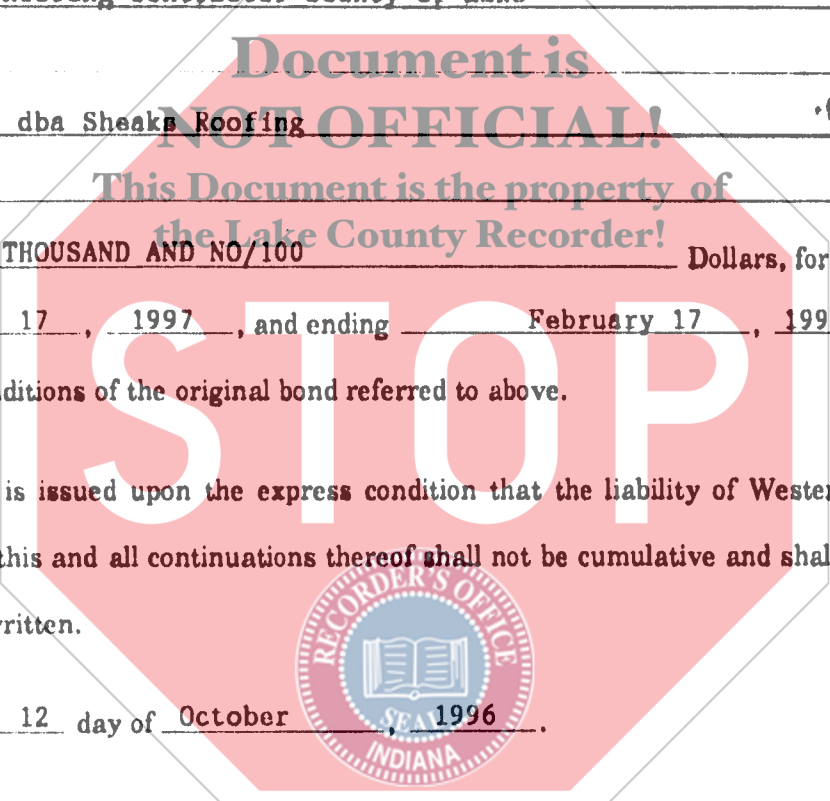 Document is
dba Sheaks Roofing
NOT OFFICIAL!
This Document is the property of
the Lake County Recorder!
THOUSAND AND NO/100 Dollars, for
17 , 1997 , and ending February 17 , 199
ditions of the original bond referred to above.
STOP
is issued upon the express condition that the liability of Wester
this and all continuations thereof shall not be cumulative and shal
ritten.
RECORDER'S OFFICE
SEAL
INDIANA
12 day of October , 1996 .